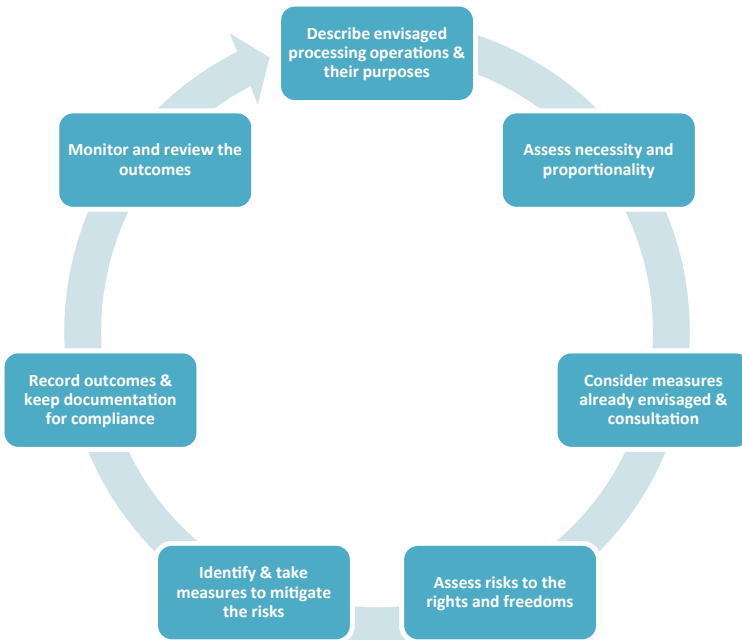 Describe envisaged
processing operations &
their purposes
Assess necessity and
proportionality
Consider measures
already envisaged &
consultation
Assess risks to the
rights and freedoms
Identify & take
measures to mitigate
the risks
Record outcomes &
keep documentation
for compliance
Monitor and review the
outcomes